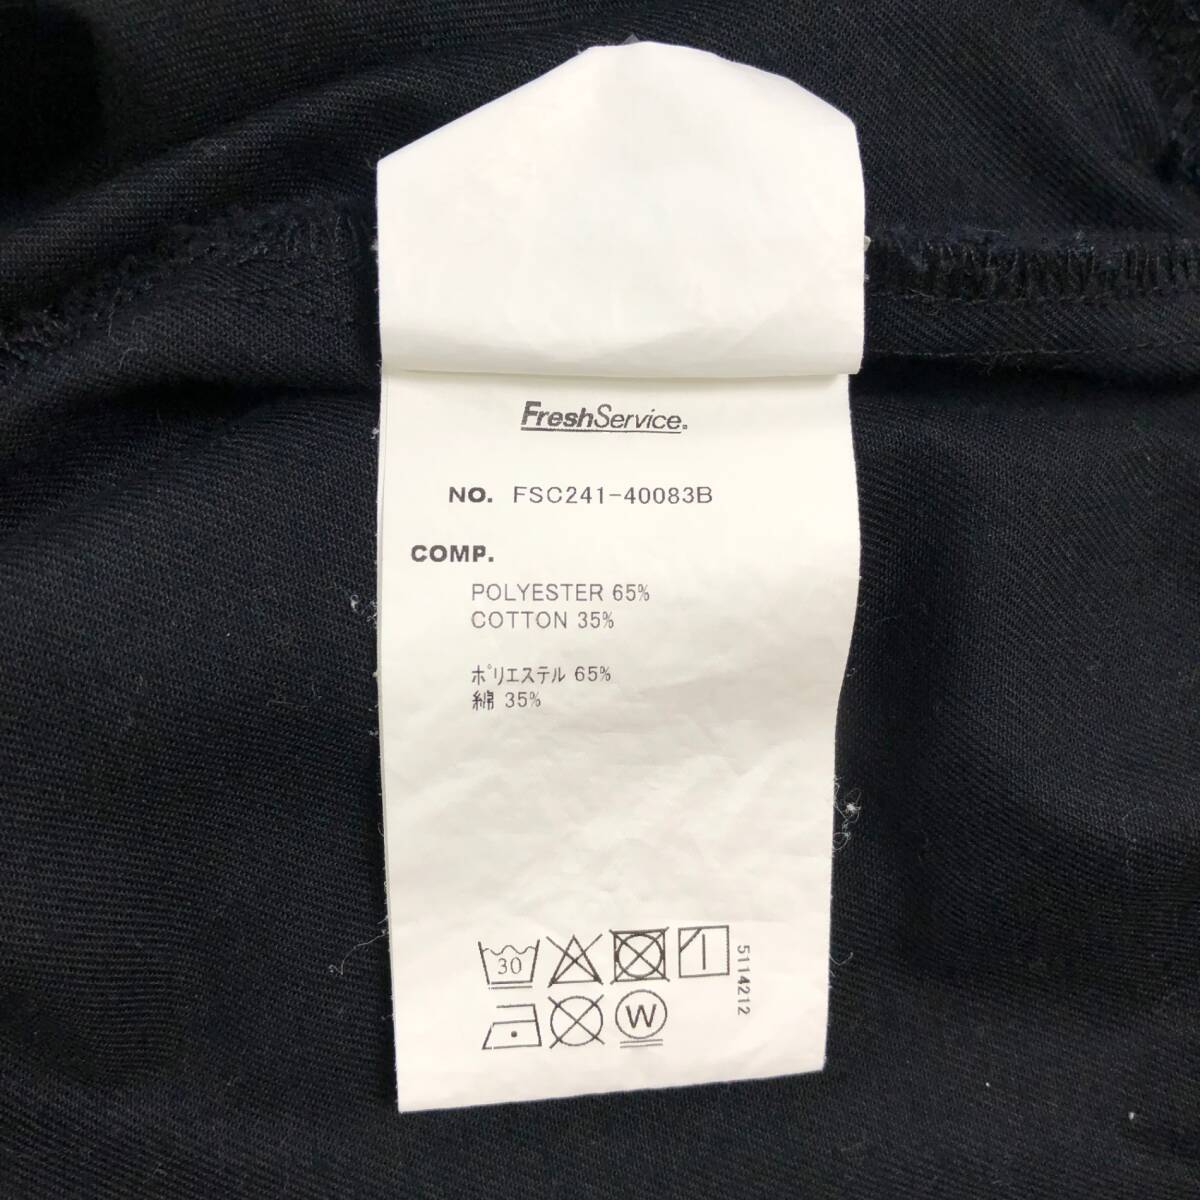 FreshService.
NO. FSC241-40083B
COMP.
POLYESTER 65%
COTTON 35%
ポリエステル 65%
綿 35%
30
5114212
W